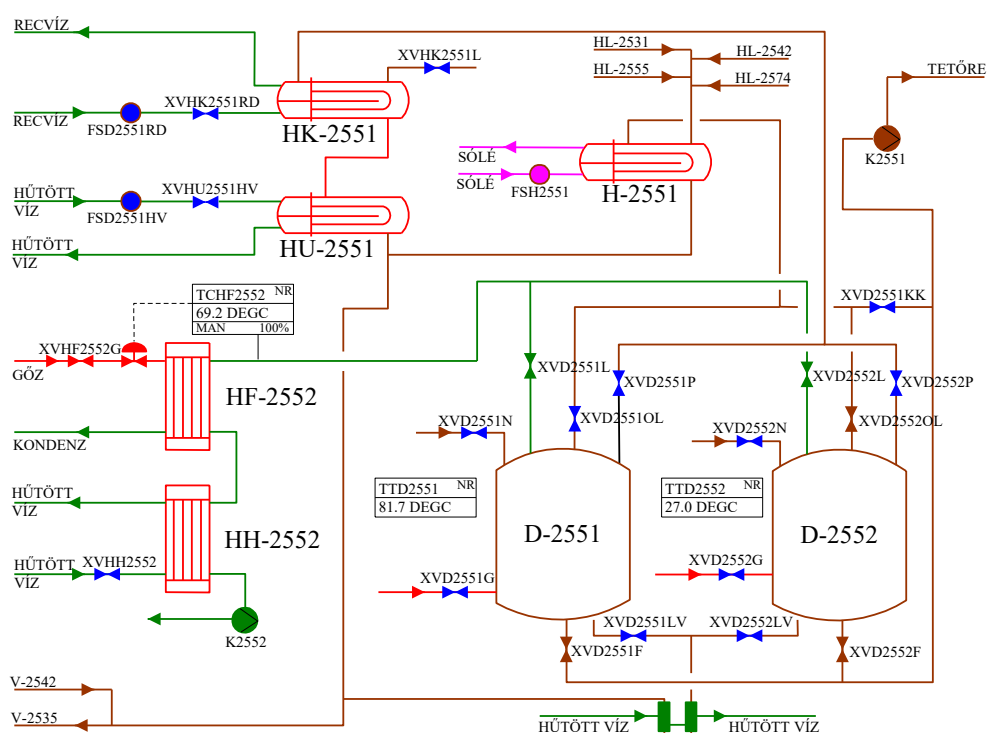 RECVÍZ
XVHK2551L
HL-2531
HL-2542
HL-2555
HL-2574
TETŐRE
XVHK2551RD
RECVÍZ
FSD2551RD
HK-2551
K2551
SÓLÉ
SÓLÉ
FSH2551
H-2551
HŰTÖTT
VÍZ
XVHU2551HV
FSD2551HV
HŰTÖTT
VÍZ
HU-2551
TCHF2552 NR
69.2 DEGC
MAN 100%
XVD2551KK
XVHF2552G
GŐZ
HF-2552
XVD2551L
XVD2551P
XVD2552L
XVD2552P
XVD2551N
XVD2551OL
XVD2552N
XVD2552OL
KONDENZ
TTD2551 NR
81.7 DEGC
TTD2552 NR
27.0 DEGC
HŰTÖTT
VÍZ
HH-2552
D-2551
D-2552
HŰTÖTT
VÍZ
XVHH2552
XVD2551G
XVD2552G
K2552
XVD2551LV
XVD2552LV
XVD2551F
XVD2552F
V-2542
V-2535
HŰTÖTT VÍZ
HŰTÖTT VÍZ